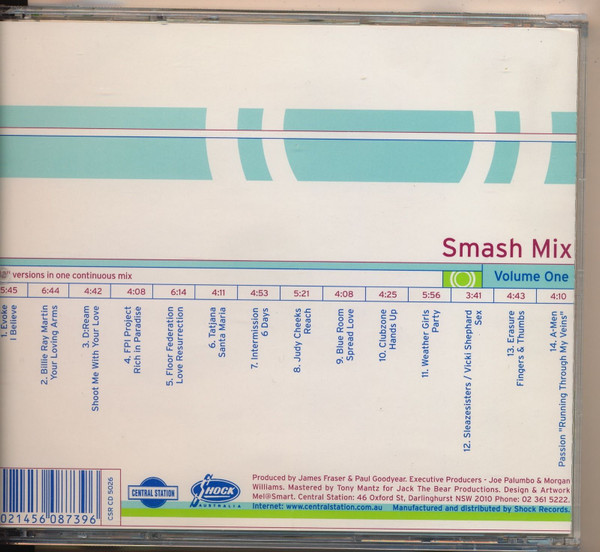 Smash Mix
12" versions in one continuous mix
Volume One
5:45 6:44 4:42 4:08 6:14 4:11 4:53 5:21 4:08 4:25 5:56 3:41 4:43 4:10
1. Evoke
I Believe
2. Billie Ray Martin
Your Loving Arms
3. D:Ream
Shoot Me With Your Love
4. FPI Project
Rich in Paradise
5. Floor Federation
Love Resurrection
6. Tatjana
Santa Maria
7. Intermission
6 Days
8. Judy Cheeks
Reach
9. Blue Room
Spread Love
10. Clubzone
Hands Up
11. Weather Girls
Party
12. Sleazesisters / Vicki Shephard
Sex
13. Erasure
Fingers & Thumbs
14. A-Men
Passion "Running Through My Veins"
021456 087396
CSR CD 5026
CENTRAL STATION
SHOCK
AUSTRALIA
Produced by James Fraser & Paul Goodyear. Executive Producers - Joe Palumbo & Morgan
Williams. Mastered by Tony Mantz for Jack The Bear Productions. Design & Artwork
Mel@Smart. Central Station: 46 Oxford St, Darlinghurst NSW 2010 Phone: 02 361 5222.
Internet: www.centralstation.com.au Manufactured and distributed by Shock Records.